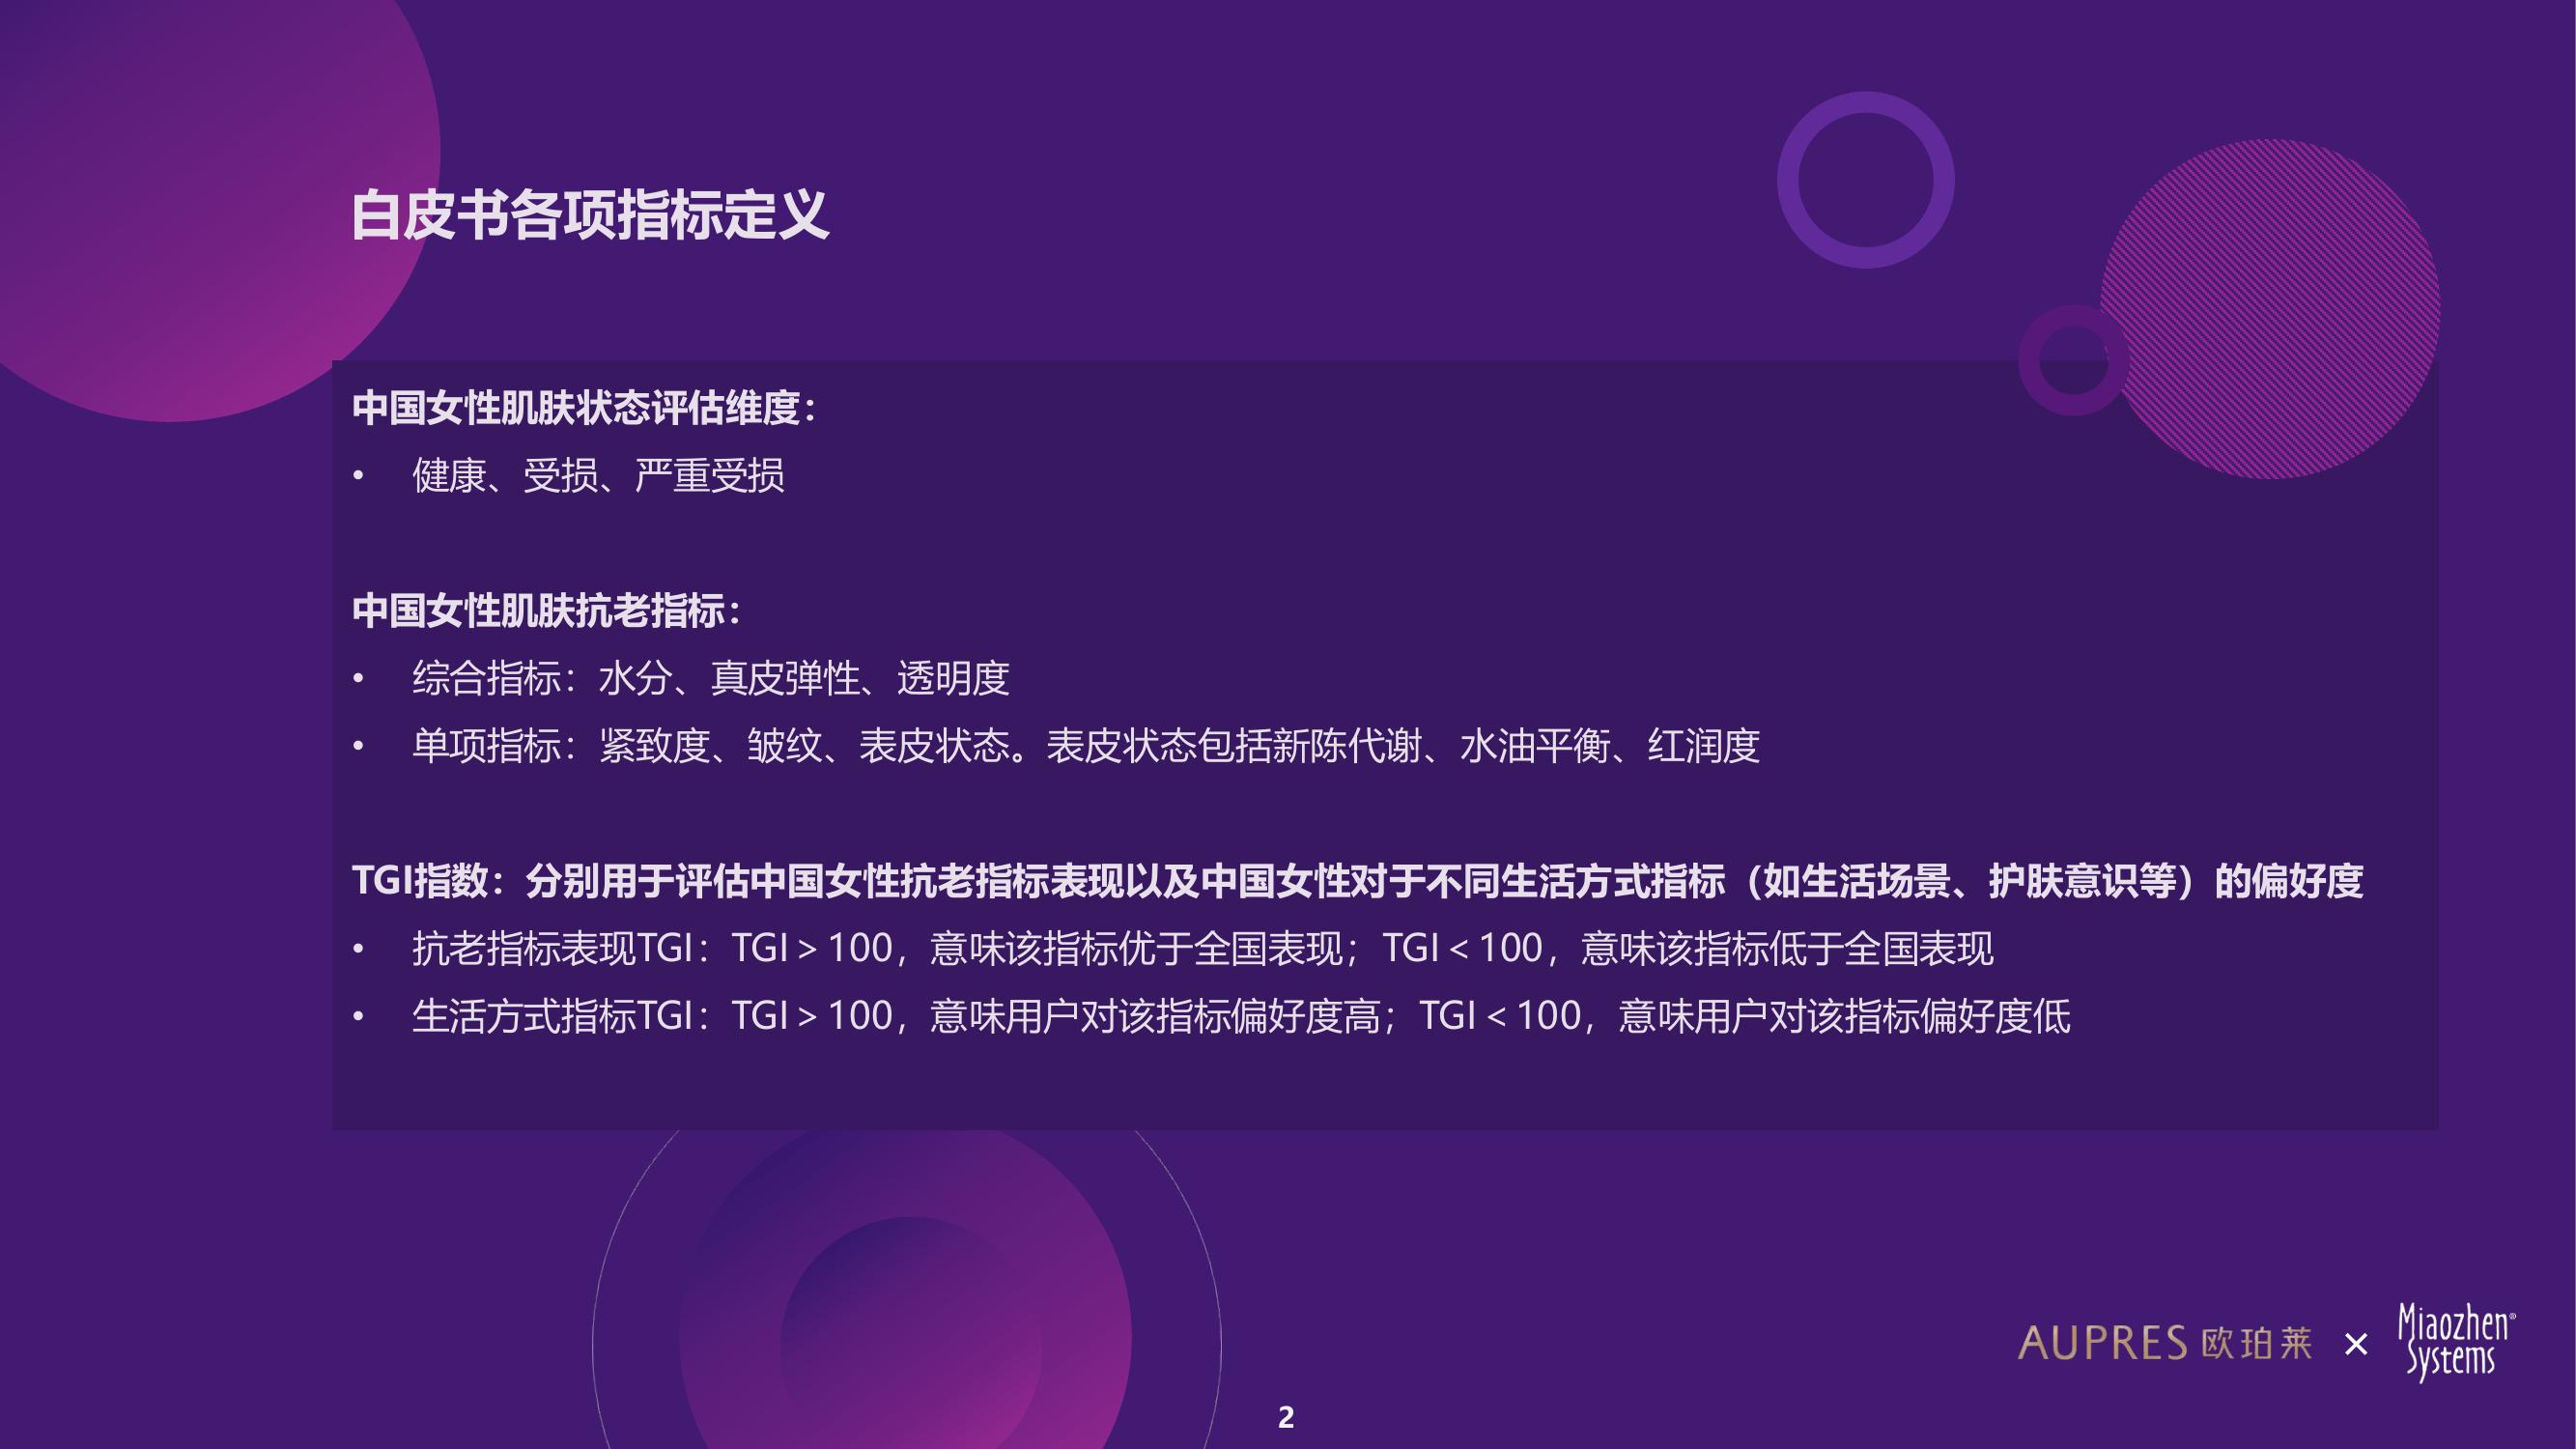 白皮书各项指标定义
中国女性肌肤状态评估维度：
• 健康、受损、严重受损
中国女性肌肤抗老指标：
• 综合指标：水分、真皮弹性、透明度
• 单项指标：紧致度、皱纹、表皮状态。表皮状态包括新陈代谢、水油平衡、红润度
TGI指数：分别用于评估中国女性抗老指标表现以及中国女性对于不同生活方式指标（如生活场景、护肤意识等）的偏好度
• 抗老指标表现TGI：TGI＞100，意味该指标优于全国表现；TGI＜100，意味该指标低于全国表现
• 生活方式指标TGI：TGI＞100，意味用户对该指标偏好度高；TGI＜100，意味用户对该指标偏好度低
AUPRES 欧珀莱 × Miaozhen®
Systems
2